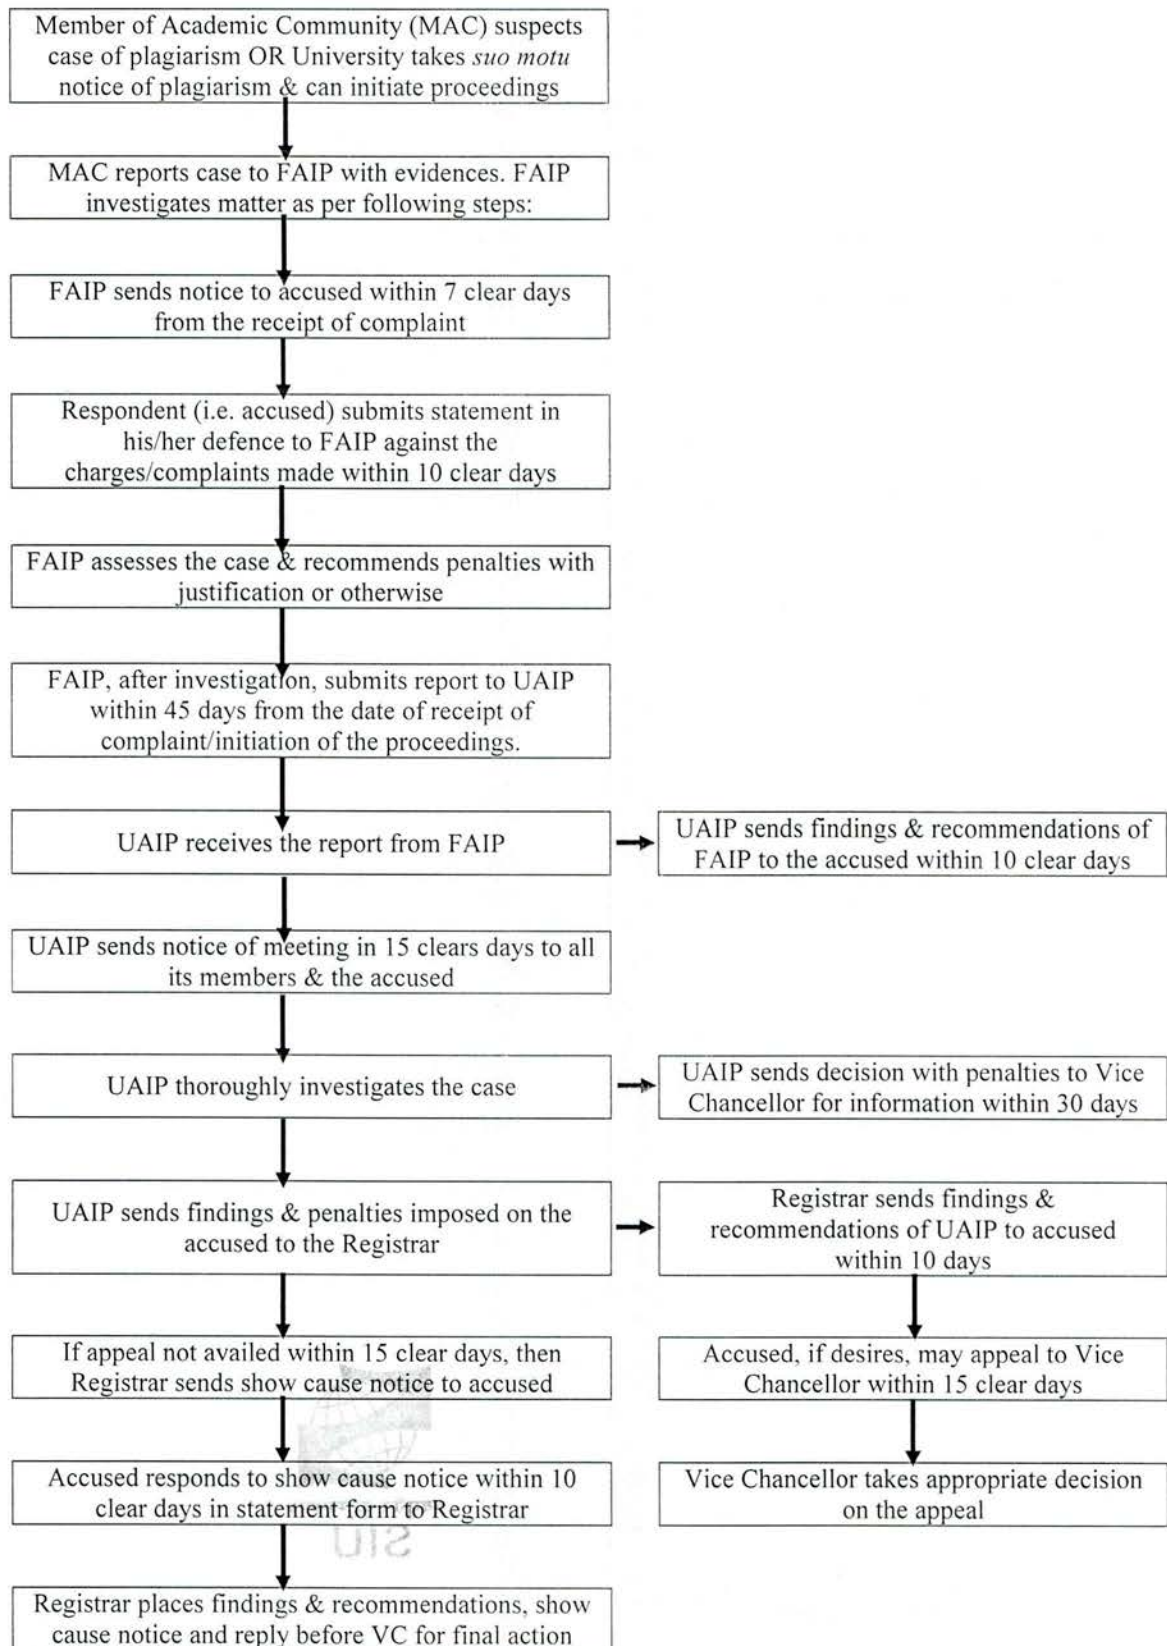 Member of Academic Community (MAC) suspects
case of plagiarism OR University takes suo motu
notice of plagiarism & can initiate proceedings
MAC reports case to FAIP with evidences. FAIP
investigates matter as per following steps:
FAIP sends notice to accused within 7 clear days
from the receipt of complaint
Respondent (i.e. accused) submits statement in
his/her defence to FAIP against the
charges/complaints made within 10 clear days
FAIP assesses the case & recommends penalties with
justification or otherwise
FAIP, after investigation, submits report to UAIP
within 45 days from the date of receipt of
complaint/initiation of the proceedings.
UAIP receives the report from FAIP
UAIP sends findings & recommendations of
FAIP to the accused within 10 clear days
UAIP sends notice of meeting in 15 clears days to all
its members & the accused
UAIP thoroughly investigates the case
UAIP sends decision with penalties to Vice
Chancellor for information within 30 days
UAIP sends findings & penalties imposed on the
accused to the Registrar
Registrar sends findings &
recommendations of UAIP to accused
within 10 days
If appeal not availed within 15 clear days, then
Registrar sends show cause notice to accused
Accused, if desires, may appeal to Vice
Chancellor within 15 clear days
Accused responds to show cause notice within 10
clear days in statement form to Registrar
Vice Chancellor takes appropriate decision
on the appeal
SIU
Registrar places findings & recommendations, show
cause notice and reply before VC for final action